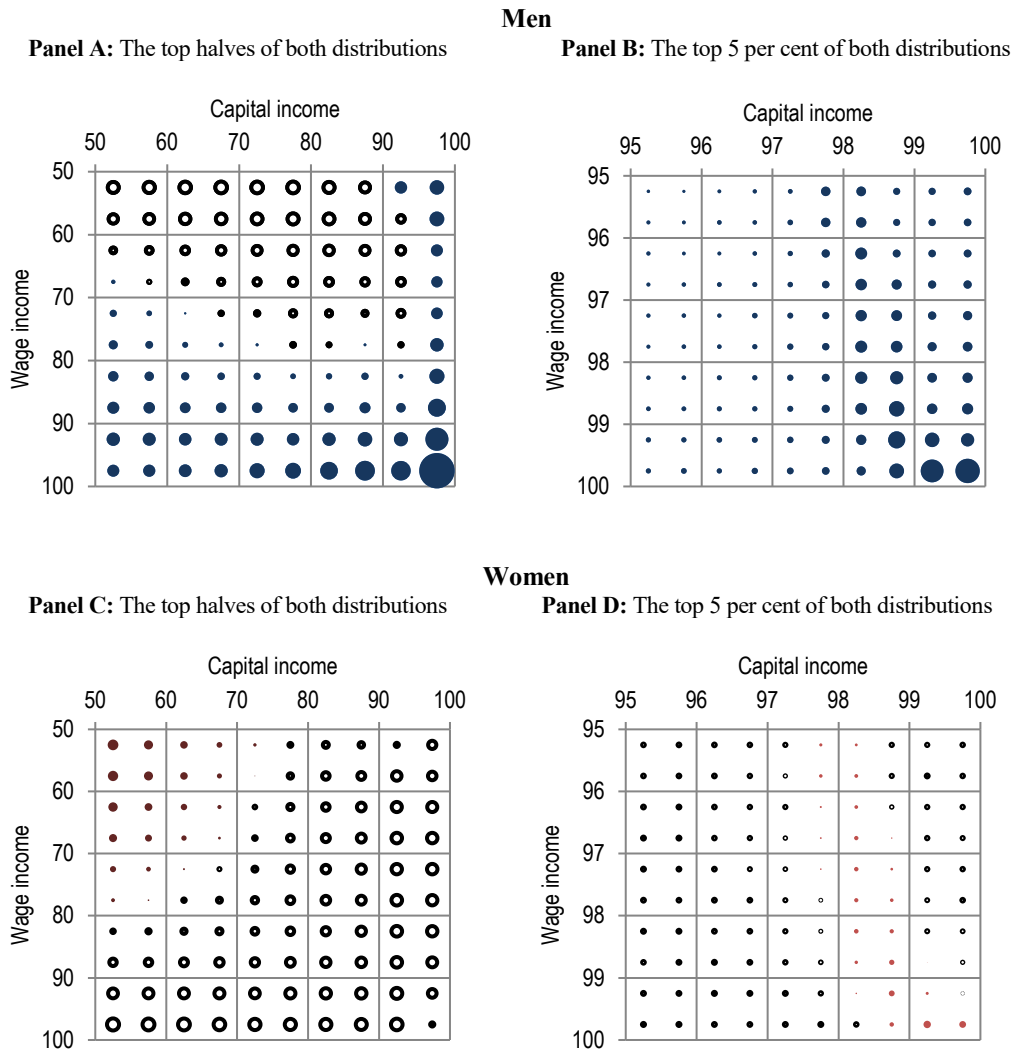 Men
Panel A: The top halves of both distributions
Panel B: The top 5 per cent of both distributions
Capital income
50 60 70 80 90 100
50
60
70
80
90
100
Wage income
Capital income
95 96 97 98 99 100
95
96
97
98
99
100
Wage income
Women
Panel C: The top halves of both distributions
Panel D: The top 5 per cent of both distributions
Capital income
50 60 70 80 90 100
50
60
70
80
90
100
Wage income
Capital income
95 96 97 98 99 100
95
96
97
98
99
100
Wage income